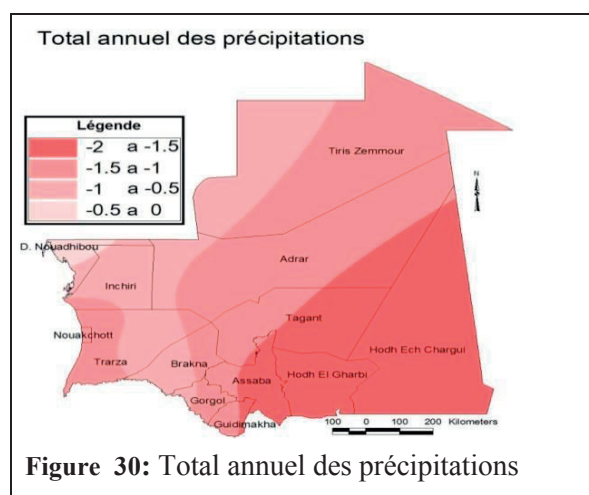 Total annuel des précipitations
Légende
-2 a -1.5
-1.5 a -1
-1 a -0.5
-0.5 a 0
Tiris Zemmour
N
D. Nouadhibou
Adrar
Inchiri
Tagant
Nouakchott
Hodh Ech Chargui
Trarza
Brakna
Assaba
Hodh El Gharbi
Gorgol
Guidimakha
100 0 100 200 Kilometers
Figure 30: Total annuel des précipitations